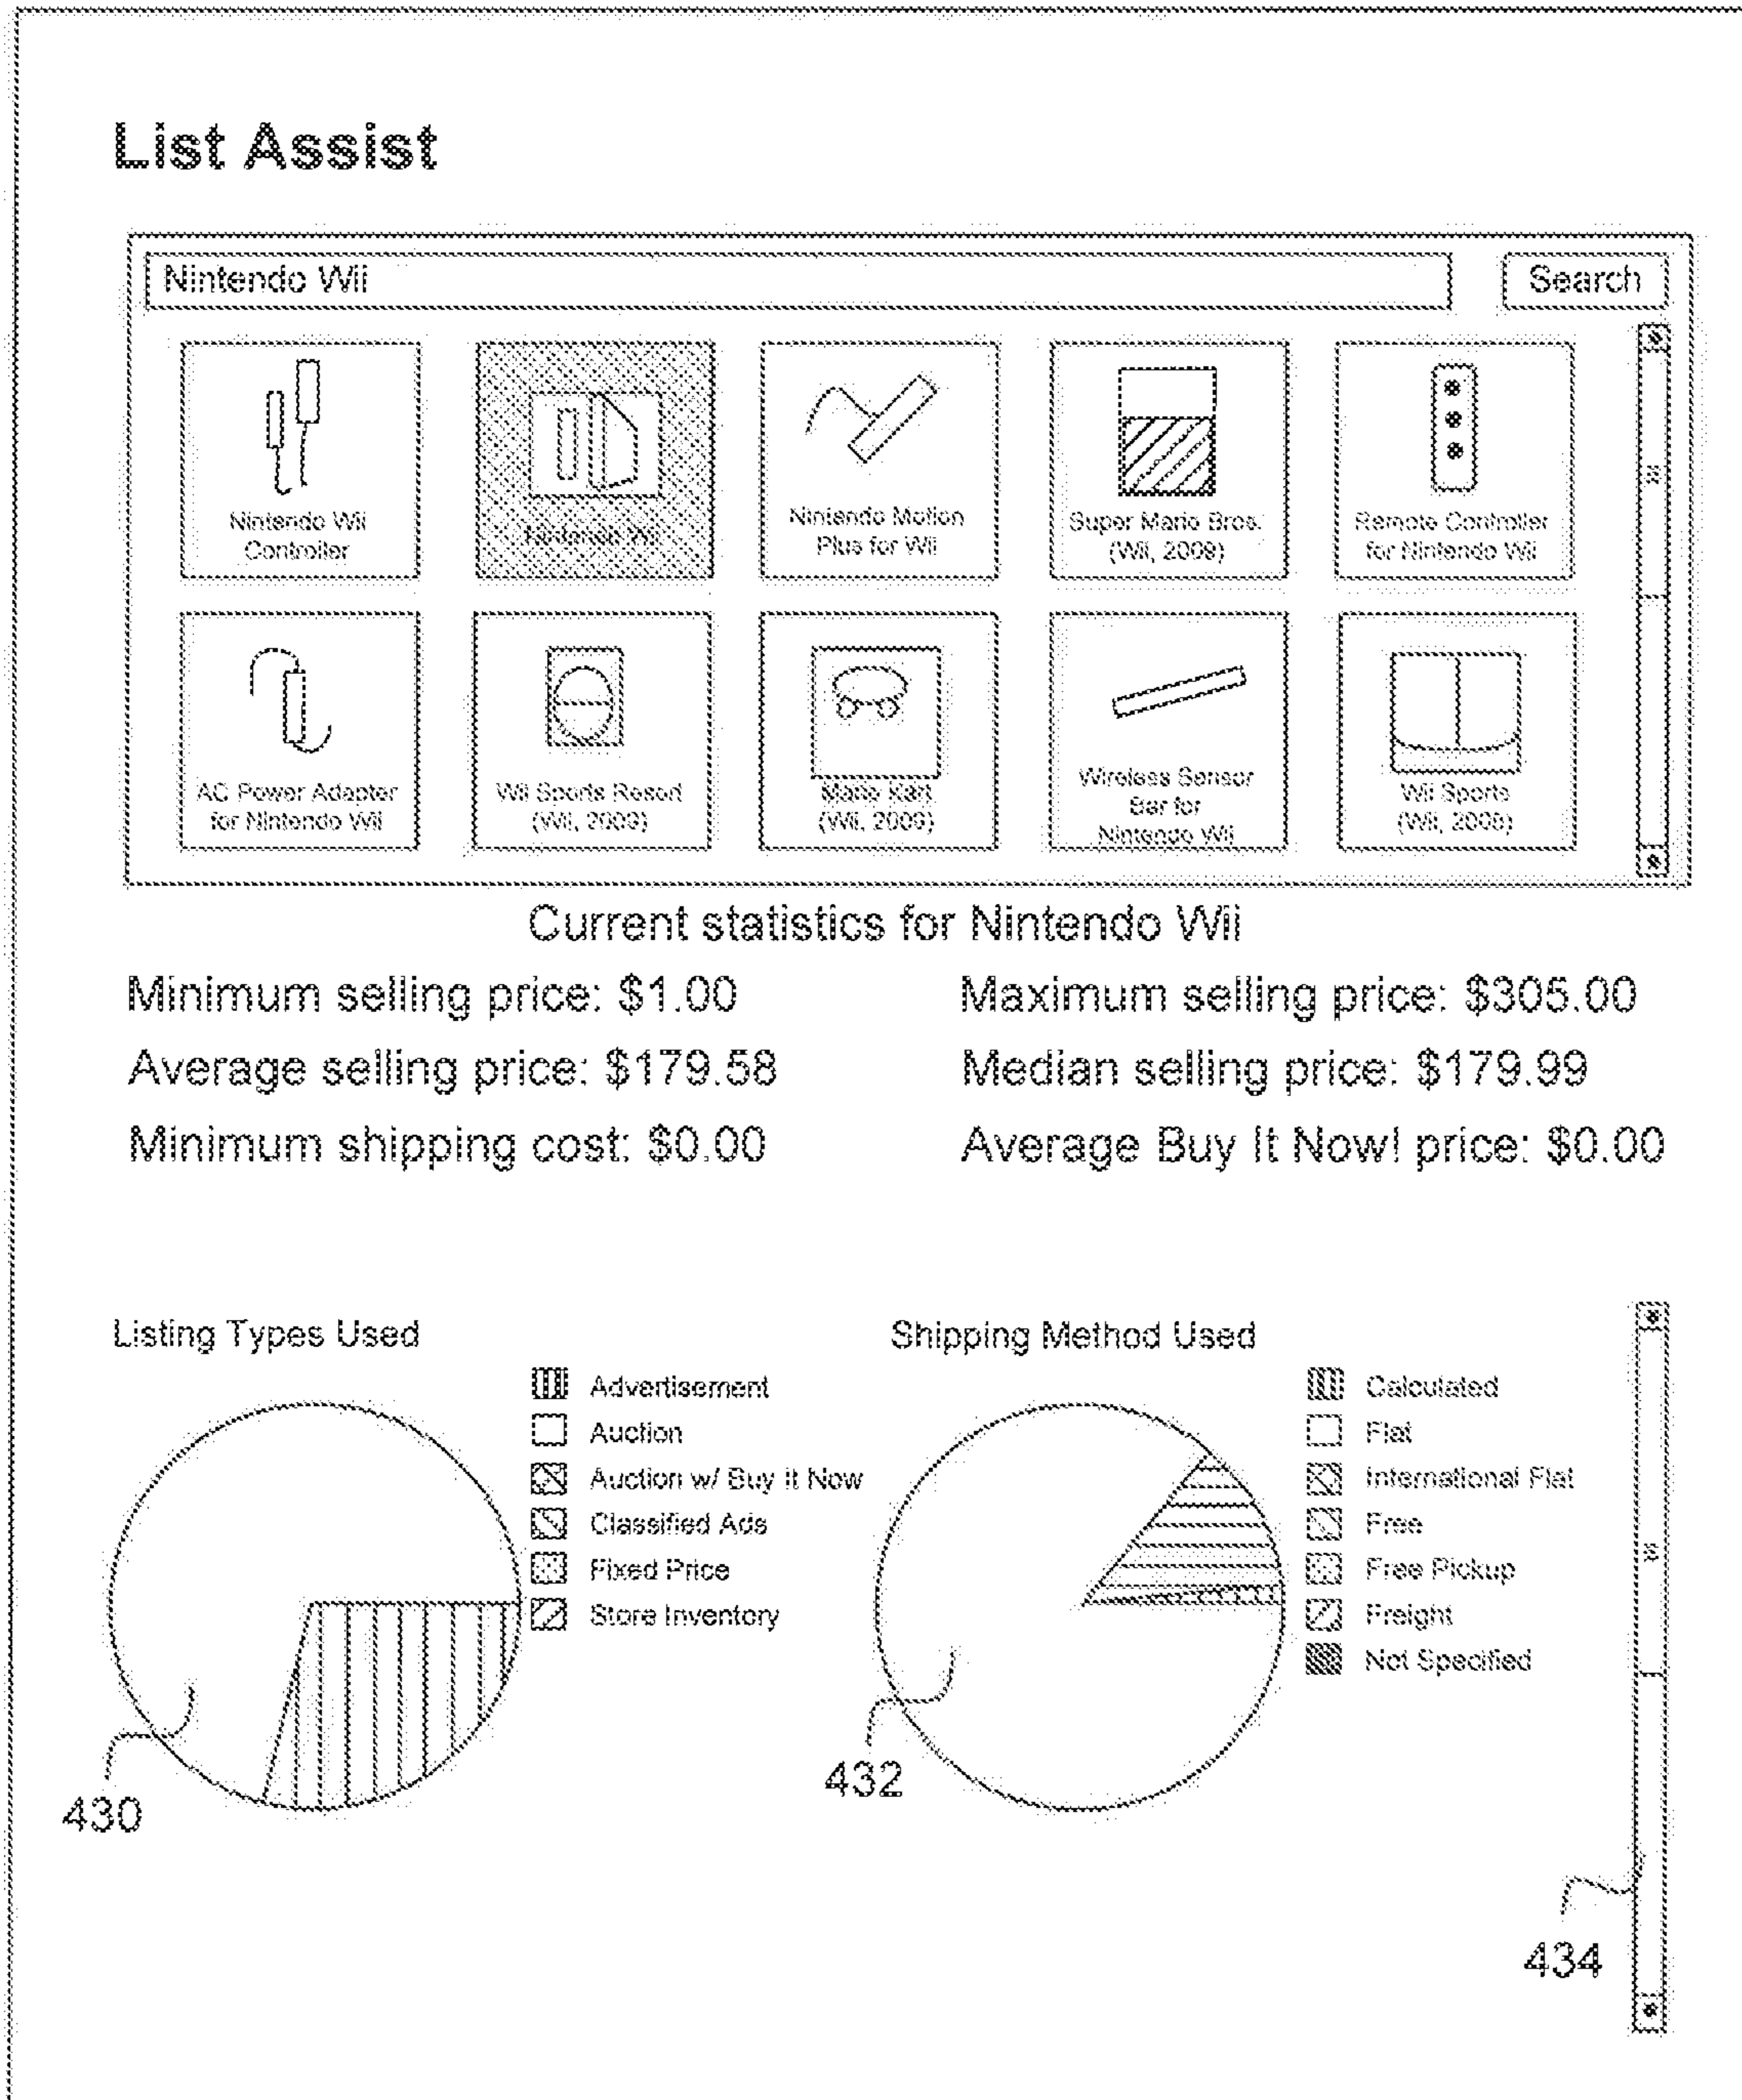 List Assist
Nintendo Wii
Search
Nintendo Wii
Controller
Nintendo Wii
Nintendo Motion
Plus for Wii
Super Mario Bros.
(Wii, 2009)
Remote Controller
for Nintendo Wii
AC Power Adapter
for Nintendo Wii
Wii Sports Resort
(Wii, 2009)
Mario Kart
(Wii, 2009)
Wireless Sensor
Bar for
Nintendo Wii
Wii Sports
(Wii,
Current statistics for Nintendo Wii
Minimum selling price: $1.00
Maximum selling price: $305.00
Average selling price: $179.58
Median selling price: $179.99
Minimum shipping cost: $0.00
Average Buy It Now! price: $0.00
Listing Types Used
Advertisement
Auction
Auction w/ Buy It Now
Classified Ads
Fixed Price
Store Inventory
430
Shipping Method Used
Calculated
Flat
International Flat
Free
Free Pickup
Freight
Not Specified
432
434